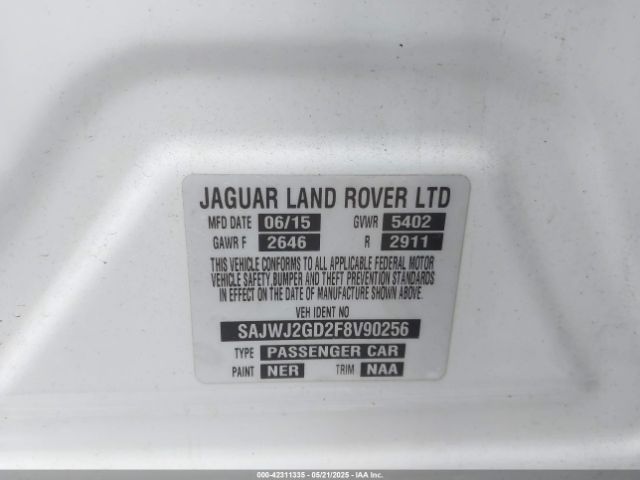 JAGUAR LAND ROVER LTD
MFD DATE 06/15 GVWR 5402
GAWR F 2646 R 2911
THIS VEHICLE CONFORMS TO ALL APPLICABLE FEDERAL MOTOR
VEHICLE SAFETY,BUMPER AND THEFT PREVENTION STANDARDS
IN EFFECT ON THE DATE OF MANUFACTURE SHOWN ABOVE.
VEH IDENT NO
SAJWJ2GD2F8V90256
TYPE PASSENGER CAR
PAINT NER TRIM NAA
000-42311335 - 05/21/2025 - IAAI.COM